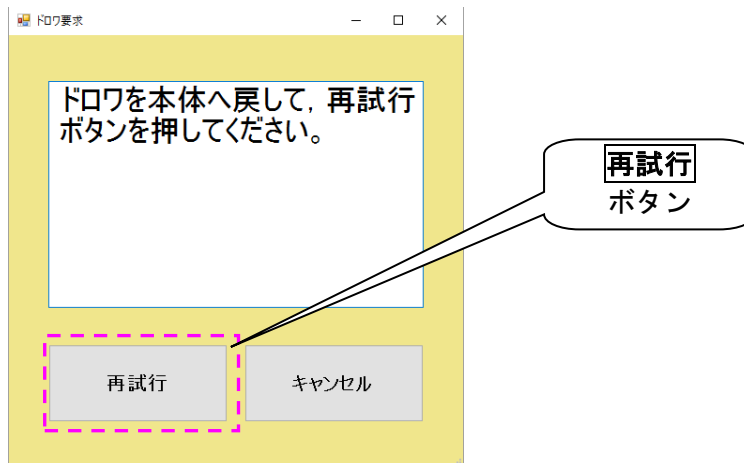 ドロワ要求
ドロワを本体へ戻して，再試行
ボタンを押してください。
再試行
ボタン
再試行
キャンセル